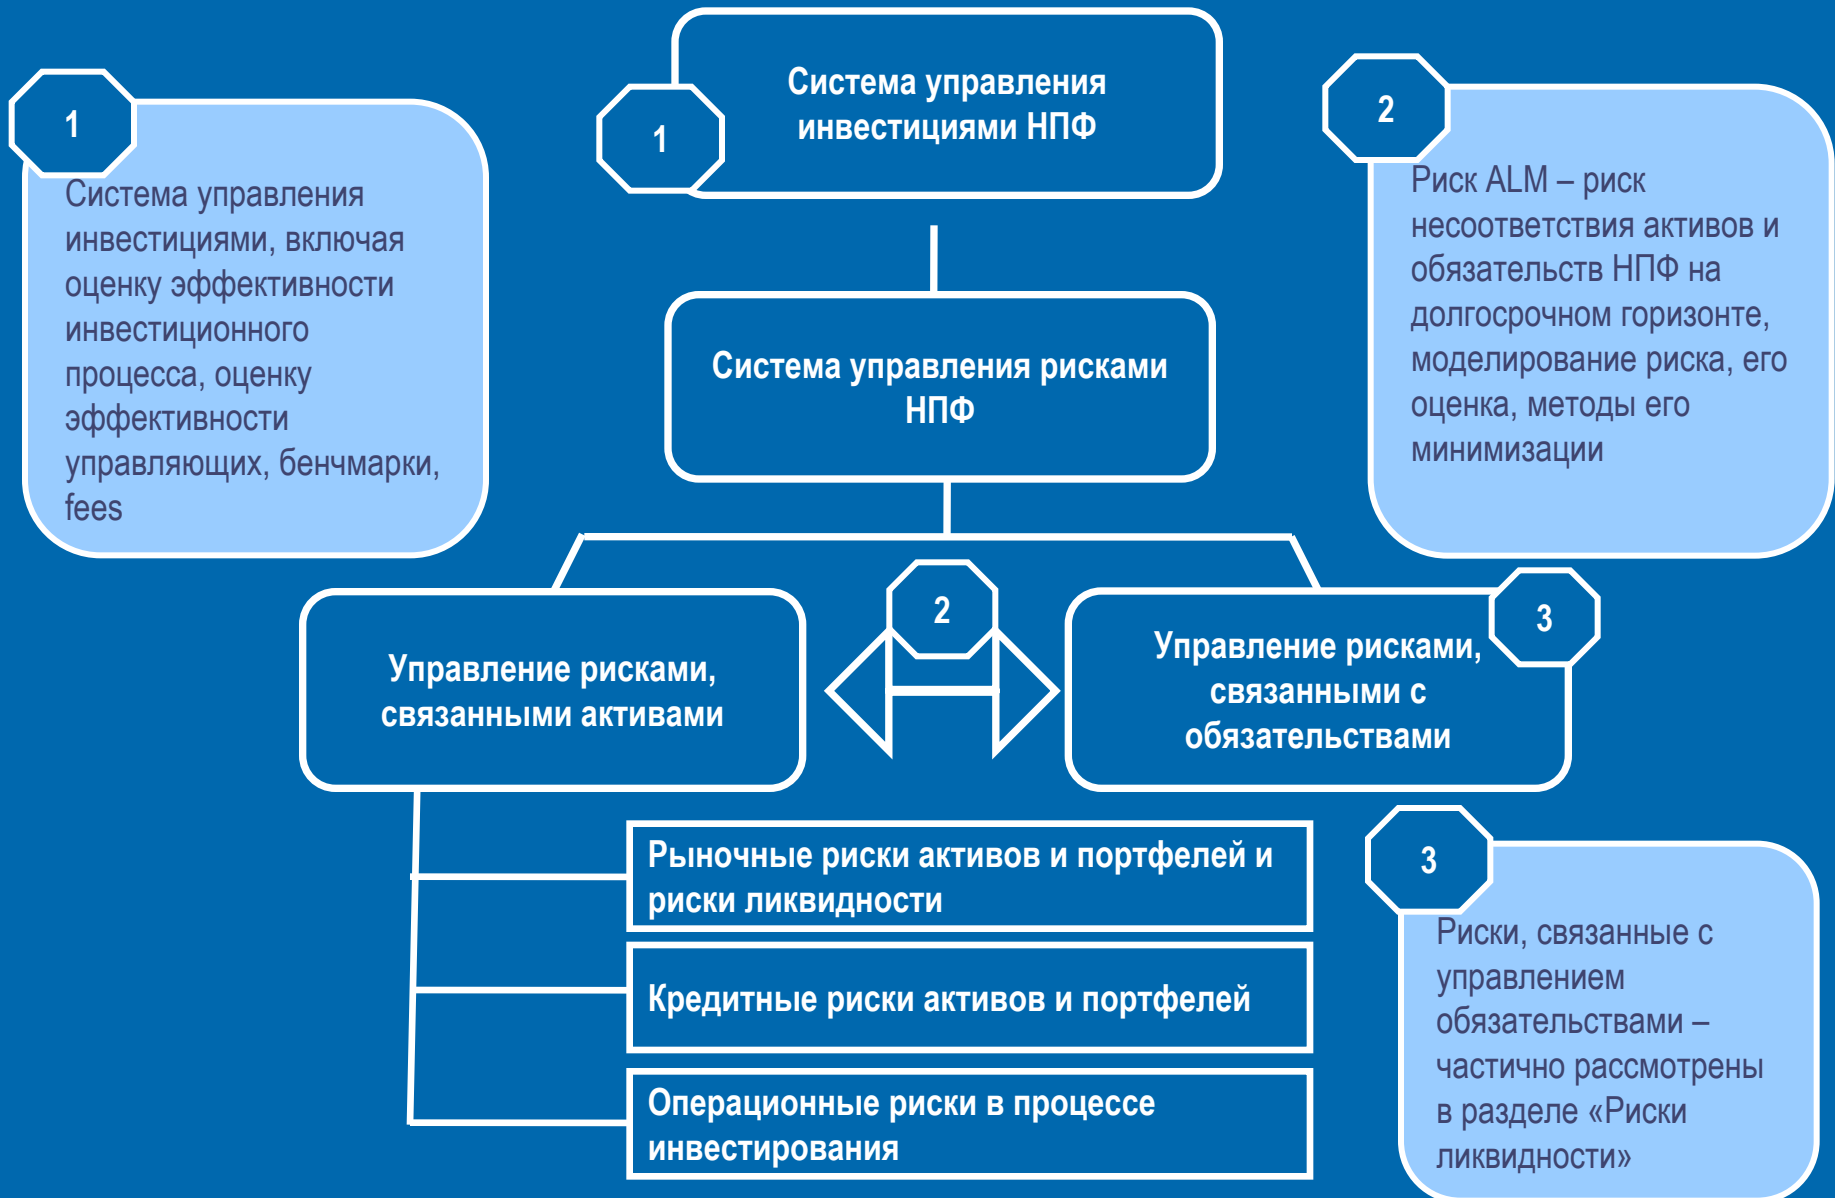 1
Система управления
инвестициями, включая
оценку эффективности
инвестиционного
процесса, оценку
эффективности
управляющих, бенчмарки,
fees
1
Система управления
инвестициями НПФ
2
Риск ALM – риск
несоответствия активов и
обязательств НПФ на
долгосрочном горизонте,
моделирование риска, его
оценка, методы его
минимизации
Система управления рисками
НПФ
Управление рисками,
связанными активами
2
3
Управление рисками,
связанными с
обязательствами
Рыночные риски активов и портфелей и
риски ликвидности
Кредитные риски активов и портфелей
Операционные риски в процессе
инвестирования
3
Риски, связанные с
управлением
обязательствами –
частично рассмотрены
в разделе «Риски
ликвидности»